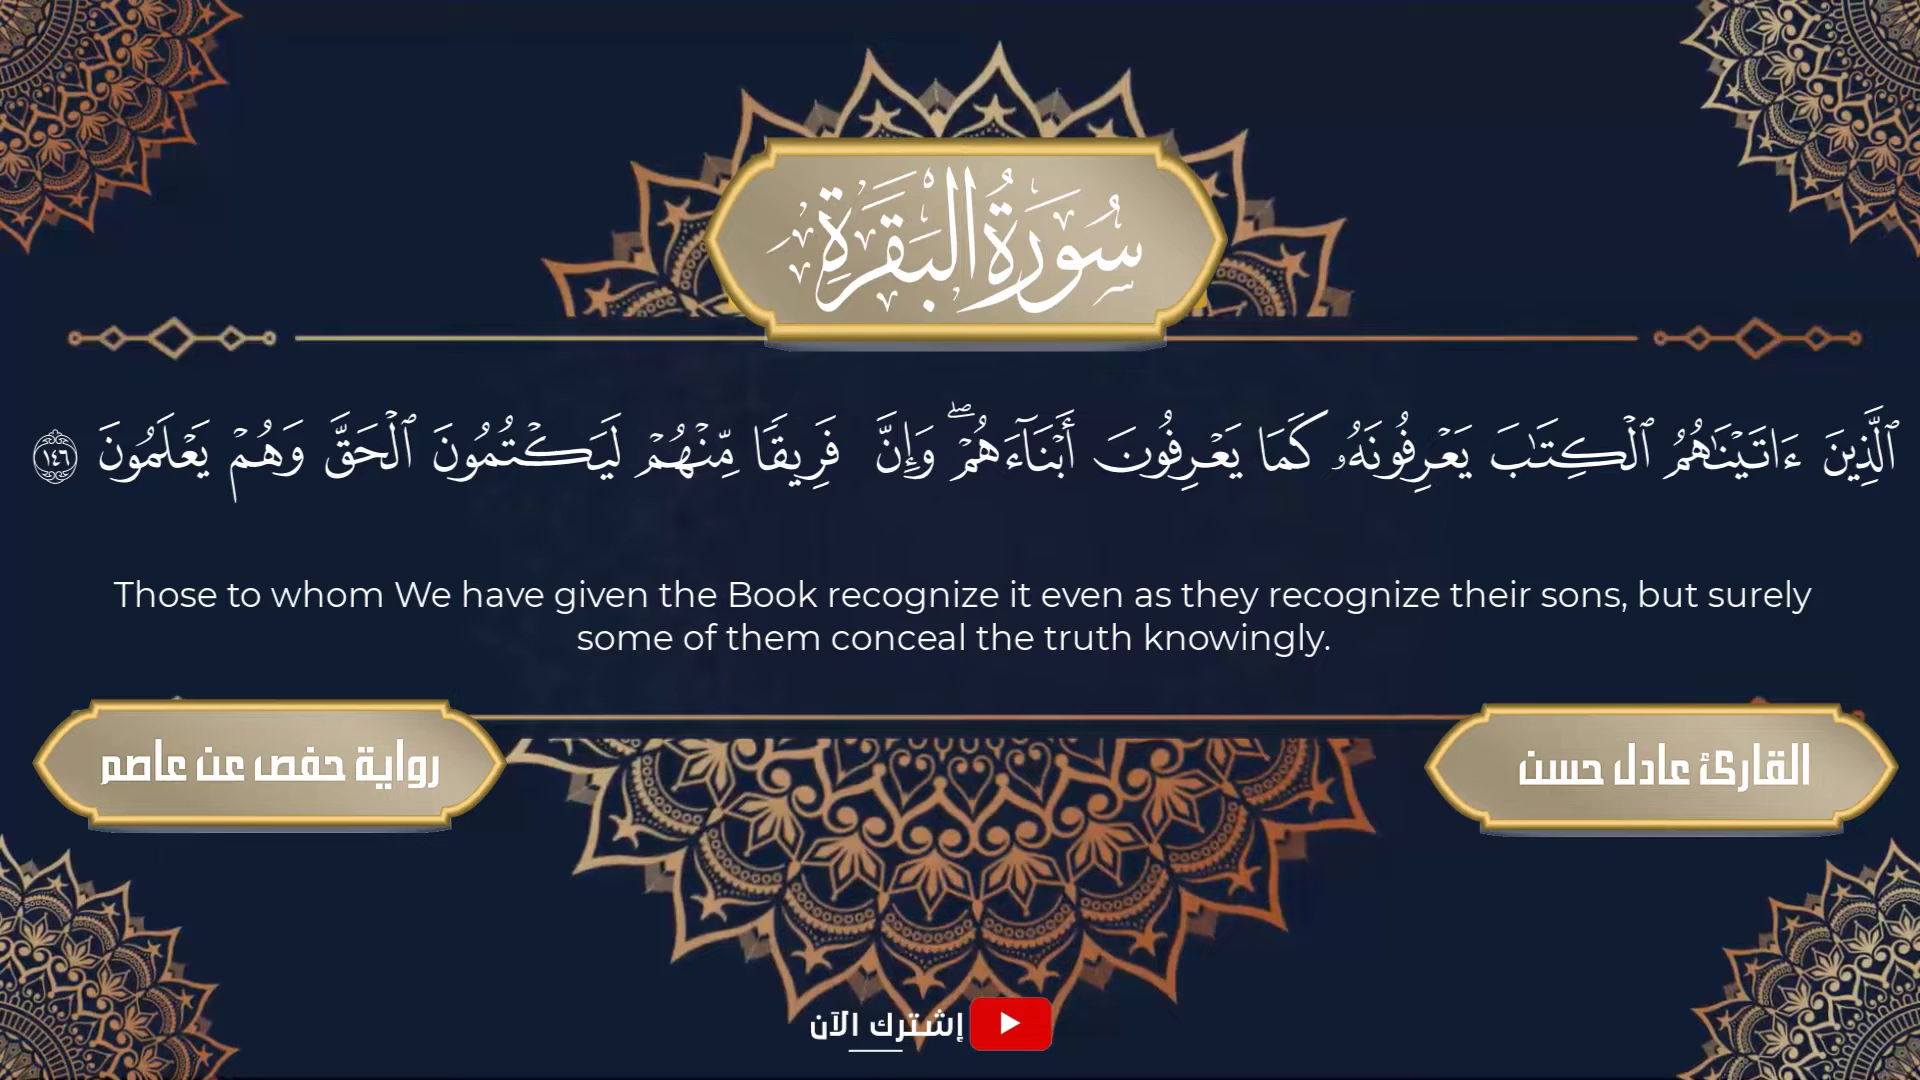 سُورَةُ البَقَرَةِ
ٱلَّذِينَ ءَاتَيْنَٰهُمُ ٱلْكِتَٰبَ يَعْرِفُونَهُۥ كَمَا يَعْرِفُونَ أَبْنَآءَهُمْ ۖ وَإِنَّ فَرِيقًا مِّنْهُمْ لَيَكْتُمُونَ ٱلْحَقَّ وَهُمْ يَعْلَمُونَ ١٤٦
Those to whom We have given the Book recognize it even as they recognize their sons, but surely
some of them conceal the truth knowingly.
القارئ عادل حسن
رواية حفص عن عاصم
إشترك الآن